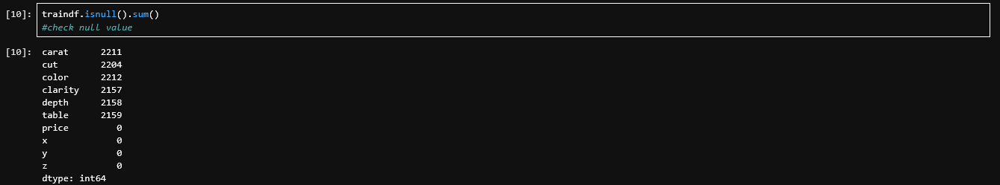 [10]: traindf.isnull().sum()
#check null value
[10]: carat 2211
cut 2204
color 2212
clarity 2157
depth 2158
table 2159
price 0
x 0
y 0
z 0
dtype: int64